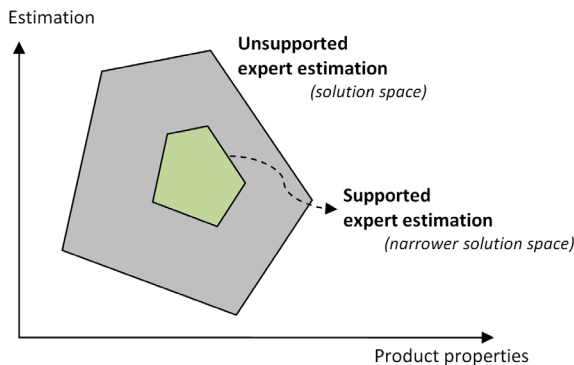 Estimation
Unsupported
expert estimation
(solution space)
Supported
expert estimation
(narrower solution space)
Product properties